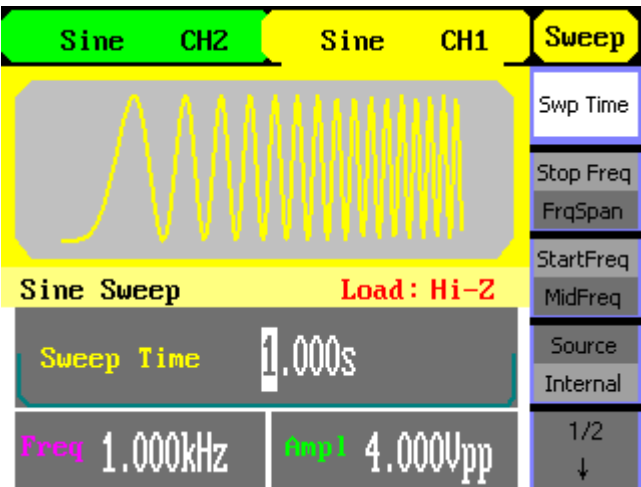 Sine CH2 Sine CH1 Sweep
Swp Time
Stop Freq
FrqSpan
StartFreq
MidFreq
Source
Internal
1/2
↓
Sine Sweep Load: Hi-Z
Sweep Time 1.000s
Freq 1.000kHz Ampl 4.000Vpp